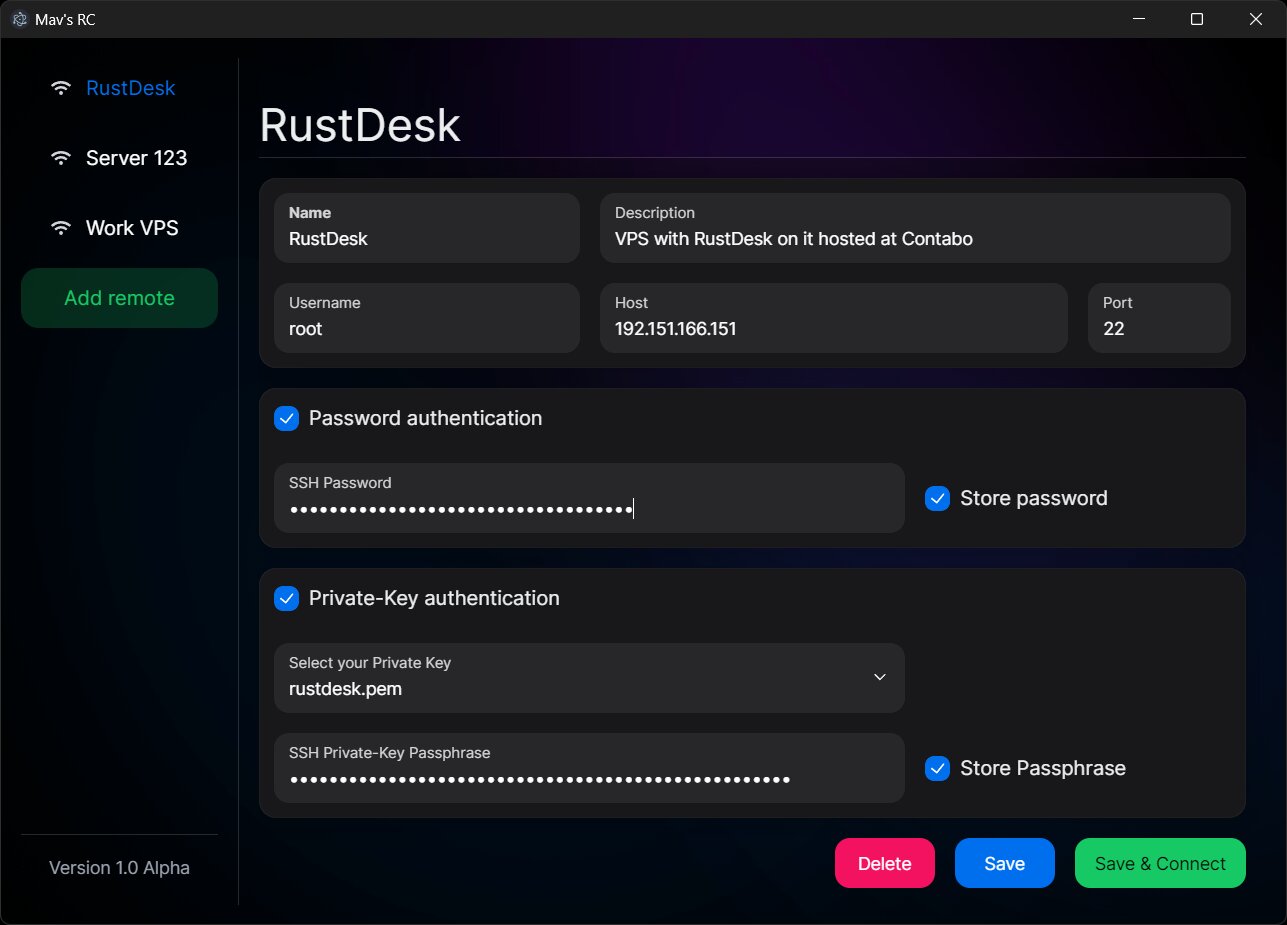 Mav's RC
RustDesk
Server 123
Work VPS
Add remote
Version 1.0 Alpha
RustDesk
Name
RustDesk
Description
VPS with RustDesk on it hosted at Contabo
Username
root
Host
192.151.166.151
Port
22
Password authentication
SSH Password
Store password
Private-Key authentication
Select your Private Key
rustdesk.pem
SSH Private-Key Passphrase
Store Passphrase
Delete
Save
Save & Connect